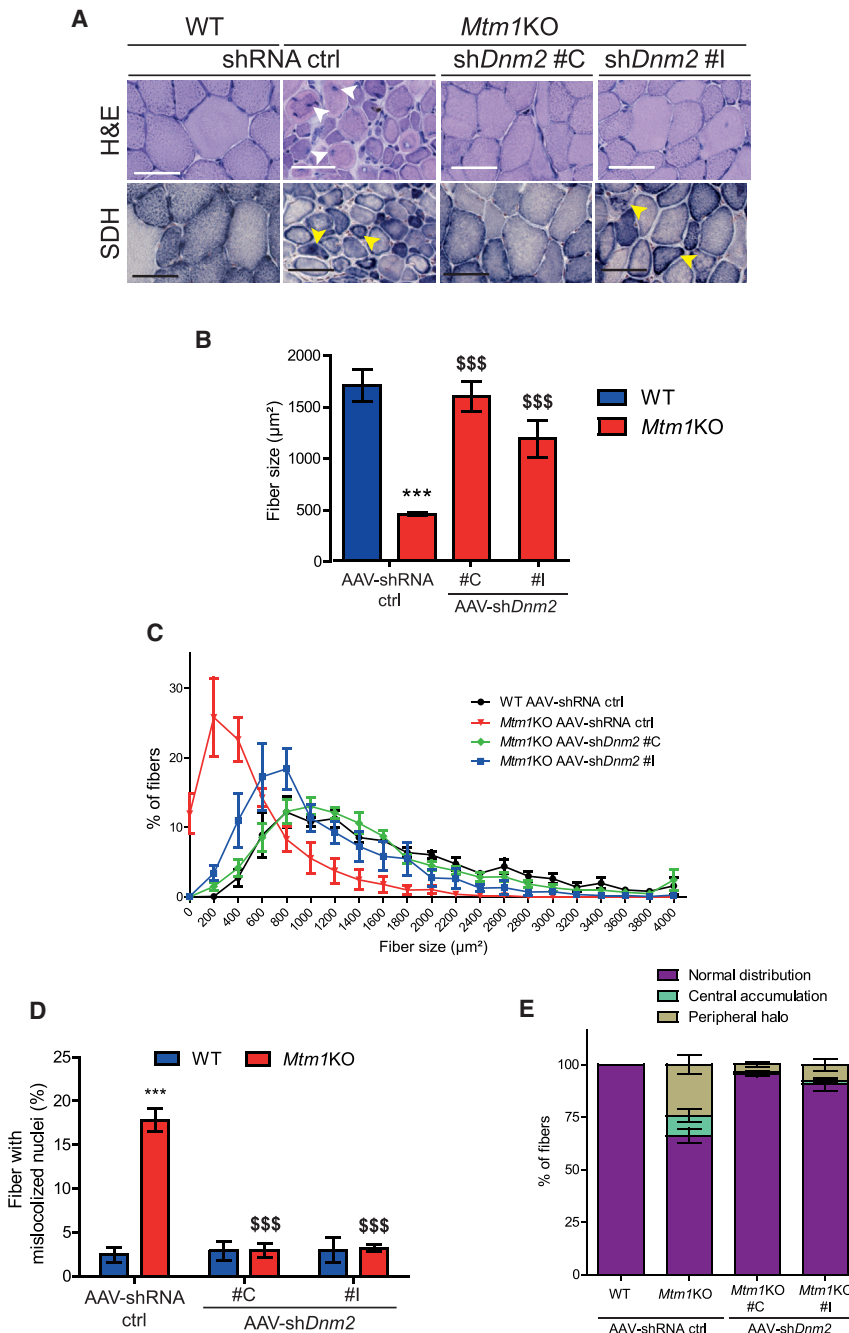 A
WT
Mtm1KO
shRNA ctrl
shDnm2 #C
shDnm2 #I
H&E
SDH
B
Fiber size (µm²)
2000
1500
1000
500
0
***
$$$
$$$
WT
Mtm1KO
AAV-shRNA
ctrl
#C
#I
AAV-shDnm2
C
% of fibers
30
20
10
0
WT AAV-shRNA ctrl
Mtm1KO AAV-shRNA ctrl
Mtm1KO AAV-shDnm2 #C
Mtm1KO AAV-shDnm2 #I
0 200 400 600 800 1000 1200 1400 1600 1800 2000 2200 2400 2600 2800 3000 3200 3400 3600 3800 4000
Fiber size (µm²)
D
Fiber with
mislocolized nuclei (%)
25
20
15
10
5
0
WT
Mtm1KO
***
$$$
$$$
AAV-shRNA
ctrl
#C
#I
AAV-shDnm2
E
Normal distribution
Central accumulation
Peripheral halo
% of fibers
100
75
50
25
0
WT
Mtm1KO
Mtm1KO
#C
Mtm1KO
#I
AAV-shRNA ctrl
AAV-shDnm2